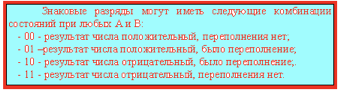 Знаковые разряды могут иметь следующие комбинации
состояний при любых А и В:
- 00 - результат числа положительный, переполнения нет;
- 01 –результат числа положительный, было переполнение;
- 10 - результат числа отрицательный, было переполнение;.
- 11 - результат числа отрицательный, переполнения нет.